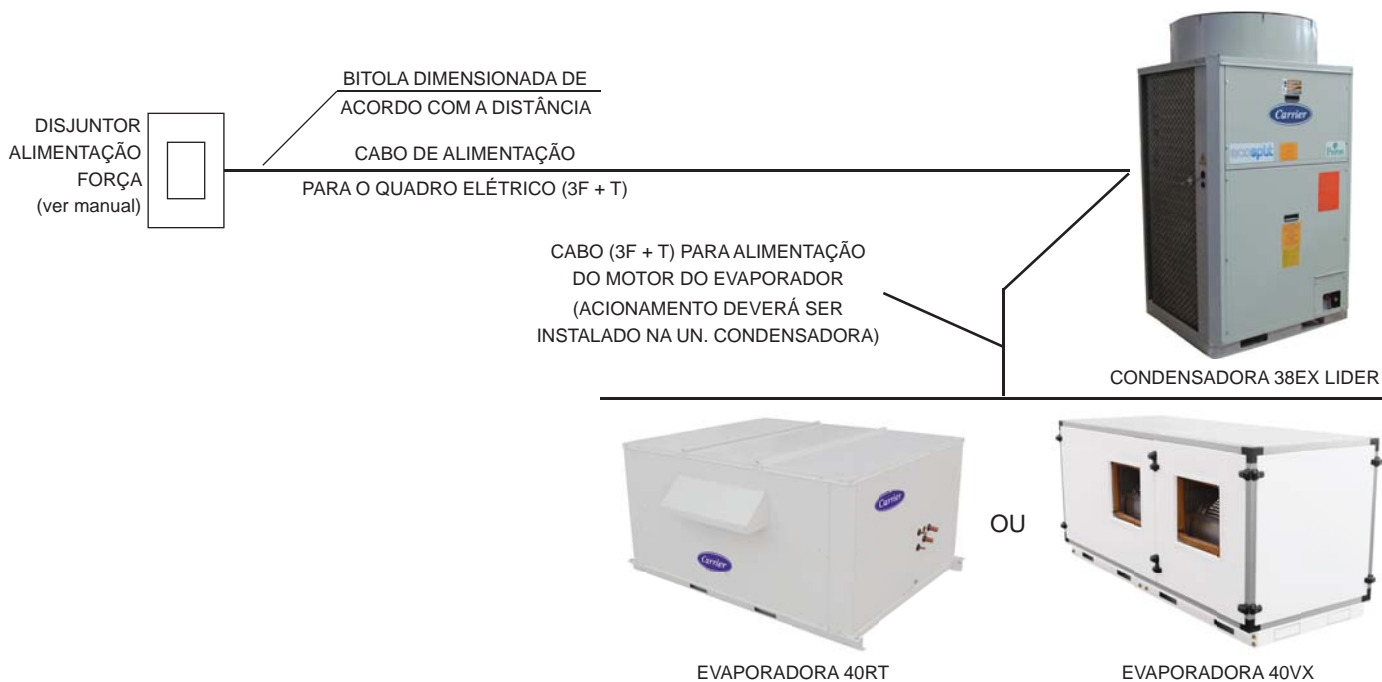 DISJUNTOR
ALIMENTAÇÃO
FORÇA
(ver manual)
BITOLA DIMENSIONADA DE
ACORDO COM A DISTÂNCIA
CABO DE ALIMENTAÇÃO
PARA O QUADRO ELÉTRICO (3F + T)
CABO (3F + T) PARA ALIMENTAÇÃO
DO MOTOR DO EVAPORADOR
(ACIONAMENTO DEVERÁ SER
INSTALADO NA UN. CONDENSADORA)
Carrier
ecosplit
Puron
CONDENSADORA 38EX LIDER
Carrier
Carrier
OU
EVAPORADORA 40RT
EVAPORADORA 40VX